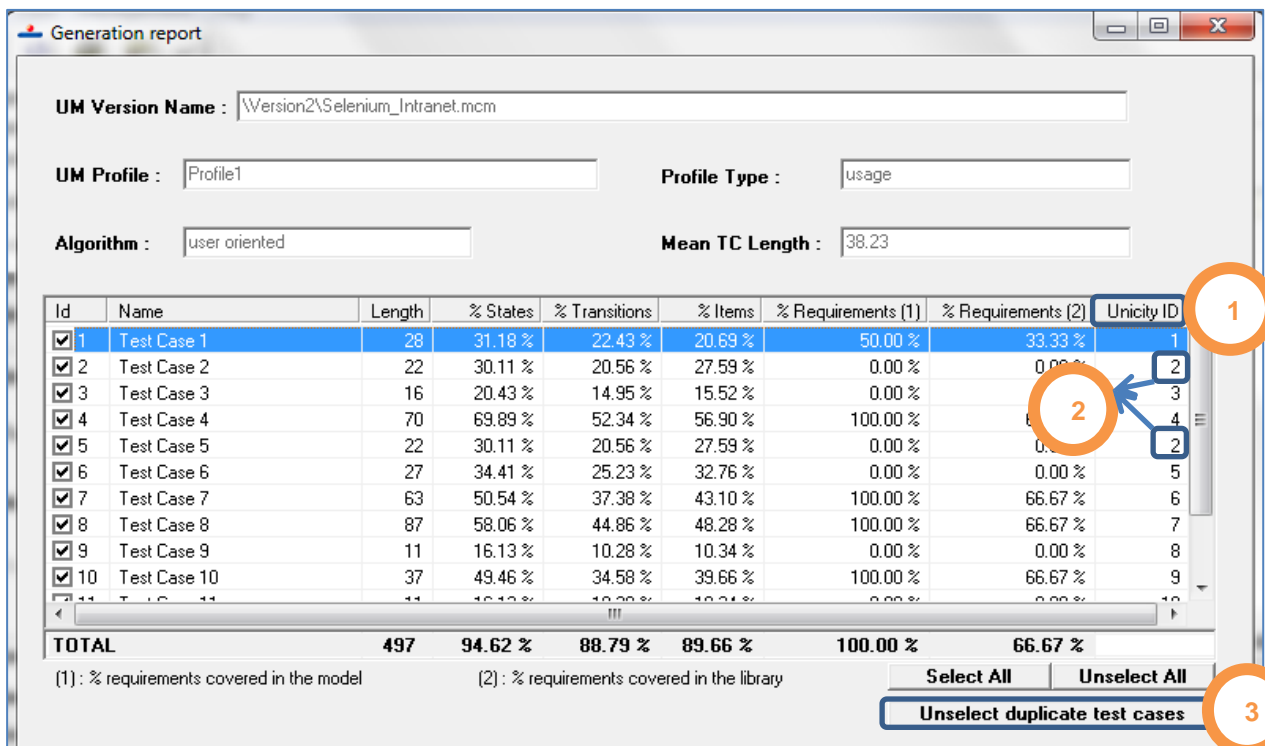 Generation report
UM Version Name : \Version2\Selenium_Intranet.mcm
UM Profile : Profile1 Profile Type : usage
Algorithm : user oriented Mean TC Length : 38.23
Id Name Length % States % Transitions % Items % Requirements (1) % Requirements (2) Unicity ID 1
1 Test Case 1 28 31.18 % 22.43 % 20.69 % 50.00 % 33.33 % 1
2 Test Case 2 22 30.11 % 20.56 % 27.59 % 0.00 % 0.00 % 2
3 Test Case 3 16 20.43 % 14.95 % 15.52 % 0.00 % 3
2
4 Test Case 4 70 69.89 % 52.34 % 56.90 % 100.00 % 4
5 Test Case 5 22 30.11 % 20.56 % 27.59 % 0.00 % 2
6 Test Case 6 27 34.41 % 25.23 % 32.76 % 0.00 % 0.00 % 5
7 Test Case 7 63 50.54 % 37.38 % 43.10 % 100.00 % 66.67 % 6
8 Test Case 8 87 58.06 % 44.86 % 48.28 % 100.00 % 66.67 % 7
9 Test Case 9 11 16.13 % 10.28 % 10.34 % 0.00 % 0.00 % 8
10 Test Case 10 37 49.46 % 34.58 % 39.66 % 100.00 % 66.67 % 9
TOTAL 497 94.62 % 88.79 % 89.66 % 100.00 % 66.67 %
(1) : % requirements covered in the model (2) : % requirements covered in the library Select All Unselect All
Unselect duplicate test cases 3